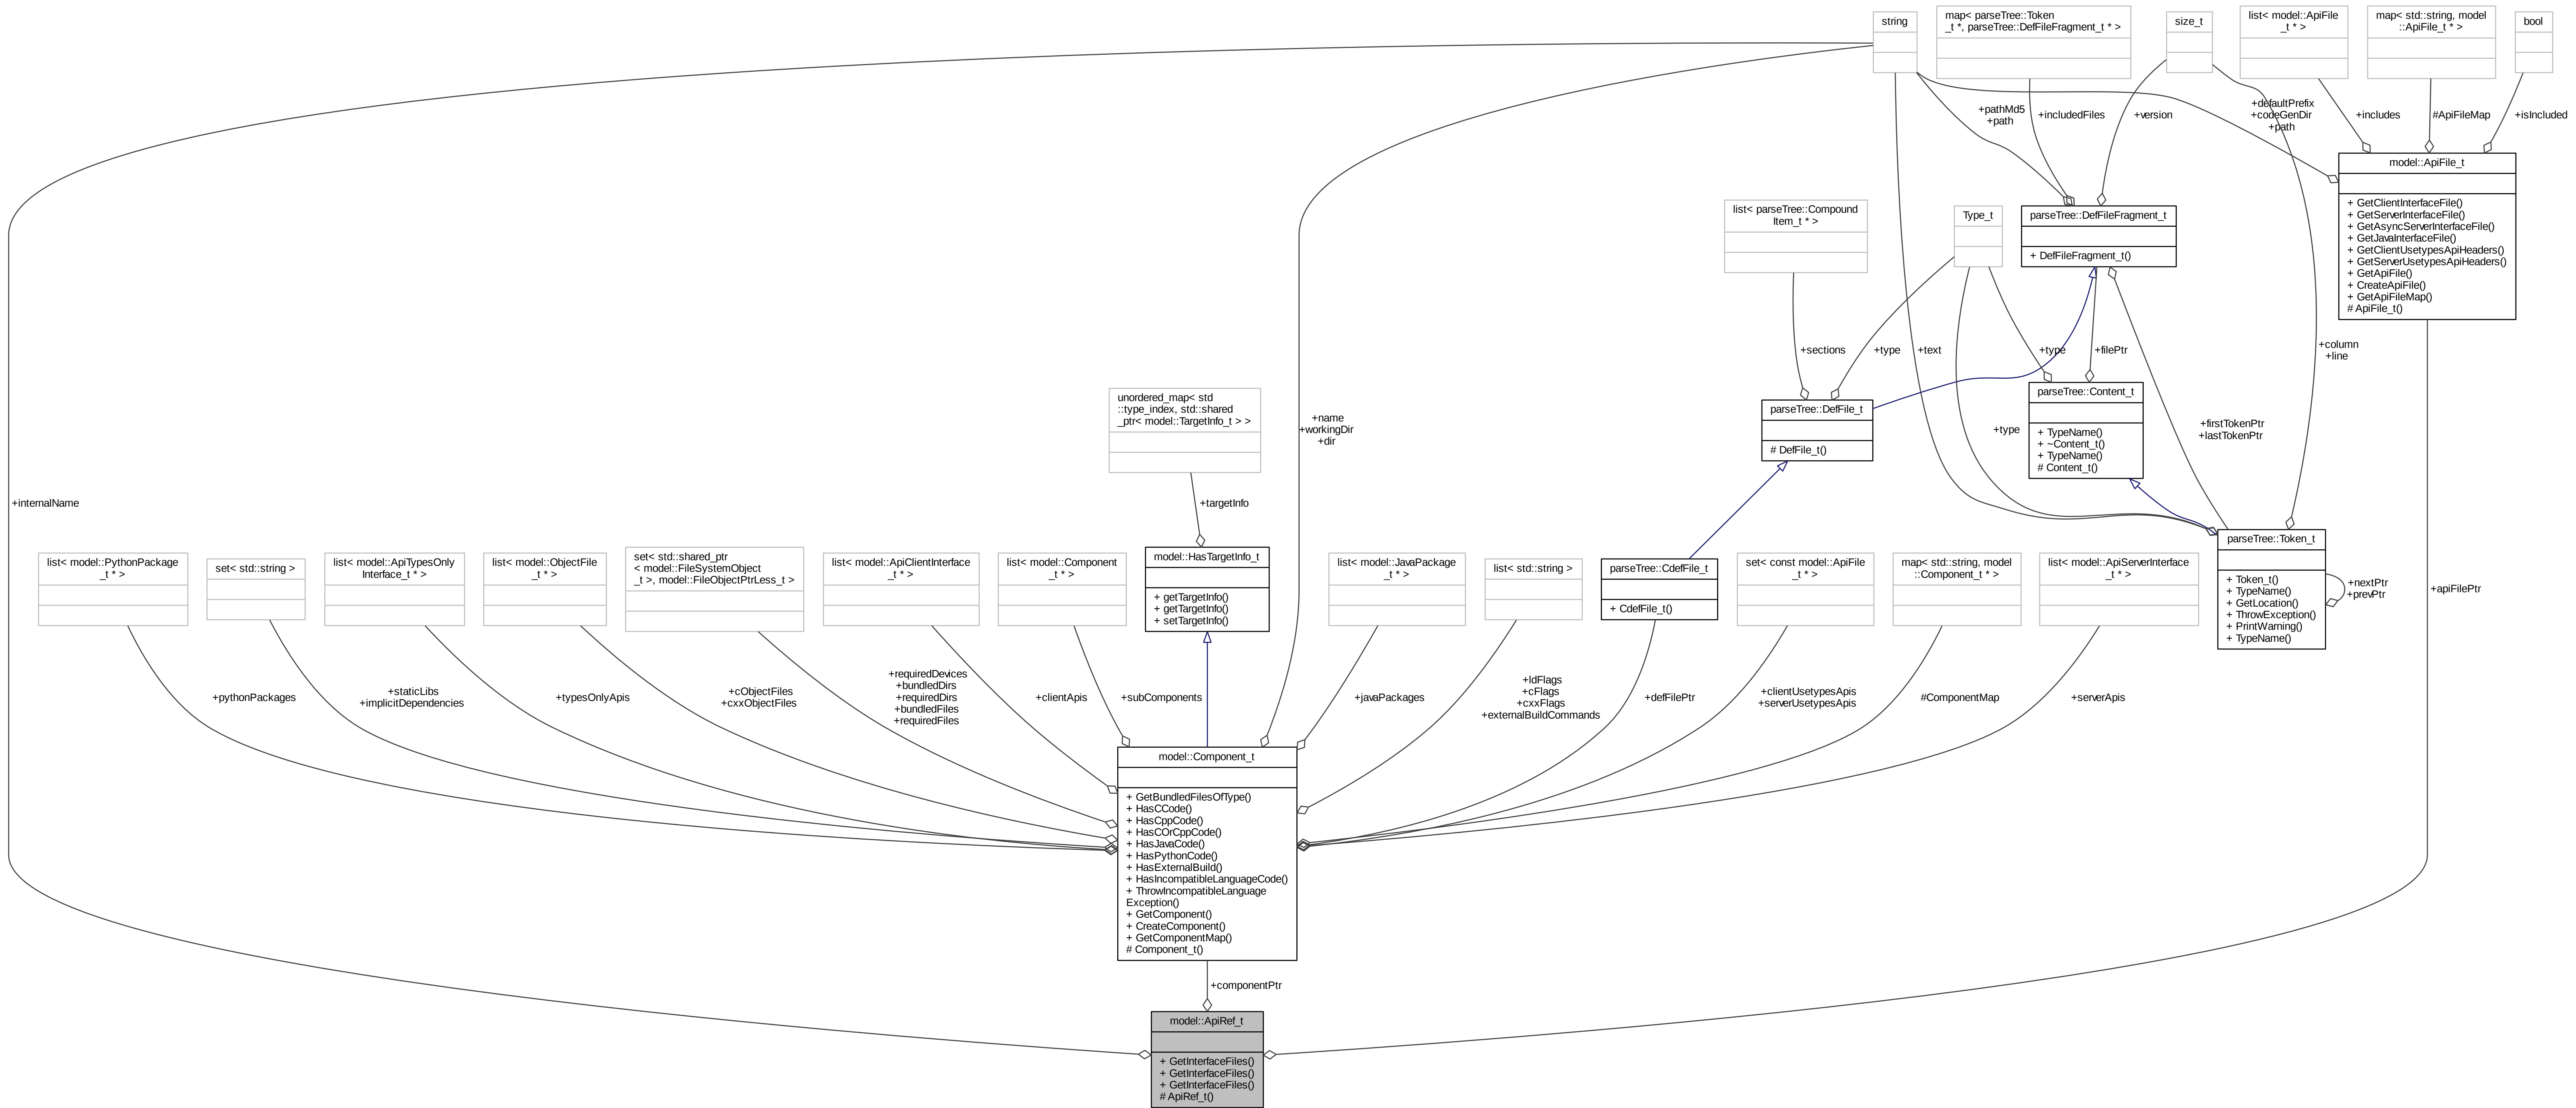 string
map< parseTree::Token
_t *, parseTree::DefFileFragment_t * >
size_t
list< model::ApiFile
_t * >
map< std::string, model
::ApiFile_t * >
bool
+pathMd5
+path
+includedFiles
+version
+defaultPrefix
+codeGenDir
+path
+includes
#ApiFileMap
+isIncluded
model::ApiFile_t
+ GetClientInterfaceFile()
+ GetServerInterfaceFile()
+ GetAsyncServerInterfaceFile()
+ GetJavaInterfaceFile()
+ GetClientUsetypesApiHeaders()
+ GetServerUsetypesApiHeaders()
+ GetApiFile()
+ CreateApiFile()
+ GetApiFileMap()
# ApiFile_t()
list< parseTree::Compound
Item_t * >
Type_t
parseTree::DefFileFragment_t
+ DefFileFragment_t()
+sections
+type
+text
+type
+filePtr
+column
+line
unordered_map< std
::type_index, std::shared
_ptr< model::TargetInfo_t > >
+name
+workingDir
+dir
parseTree::DefFile_t
# DefFile_t()
+type
parseTree::Content_t
+ TypeName()
+ ~Content_t()
+ TypeName()
# Content_t()
+firstTokenPtr
+lastTokenPtr
+internalName
+targetInfo
list< model::PythonPackage
_t * >
set< std::string >
list< model::ApiTypesOnly
Interface_t * >
list< model::ObjectFile
_t * >
set< std::shared_ptr
< model::FileSystemObject
_t >, model::FileObjectPtrLess_t >
list< model::ApiClientInterface
_t * >
list< model::Component
_t * >
model::HasTargetInfo_t
+ getTargetInfo()
+ getTargetInfo()
+ setTargetInfo()
list< model::JavaPackage
_t * >
list< std::string >
parseTree::CdefFile_t
+ CdefFile_t()
set< const model::ApiFile
_t * >
map< std::string, model
::Component_t * >
list< model::ApiServerInterface
_t * >
parseTree::Token_t
+ Token_t()
+ TypeName()
+ GetLocation()
+ ThrowException()
+ PrintWarning()
+ TypeName()
+nextPtr
+prevPtr
+apiFilePtr
+pythonPackages
+staticLibs
+implicitDependencies
+typesOnlyApis
+cObjectFiles
+cxxObjectFiles
+requiredDevices
+bundledDirs
+requiredDirs
+bundledFiles
+requiredFiles
+clientApis
+subComponents
+javaPackages
+ldFlags
+cFlags
+cxxFlags
+externalBuildCommands
+defFilePtr
+clientUsetypesApis
+serverUsetypesApis
#ComponentMap
+serverApis
model::Component_t
+ GetBundledFilesOfType()
+ HasCCode()
+ HasCppCode()
+ HasCOrCppCode()
+ HasJavaCode()
+ HasPythonCode()
+ HasExternalBuild()
+ HasIncompatibleLanguageCode()
+ ThrowIncompatibleLanguage
Exception()
+ GetComponent()
+ CreateComponent()
+ GetComponentMap()
# Component_t()
+componentPtr
model::ApiRef_t
+ GetInterfaceFiles()
+ GetInterfaceFiles()
+ GetInterfaceFiles()
# ApiRef_t()